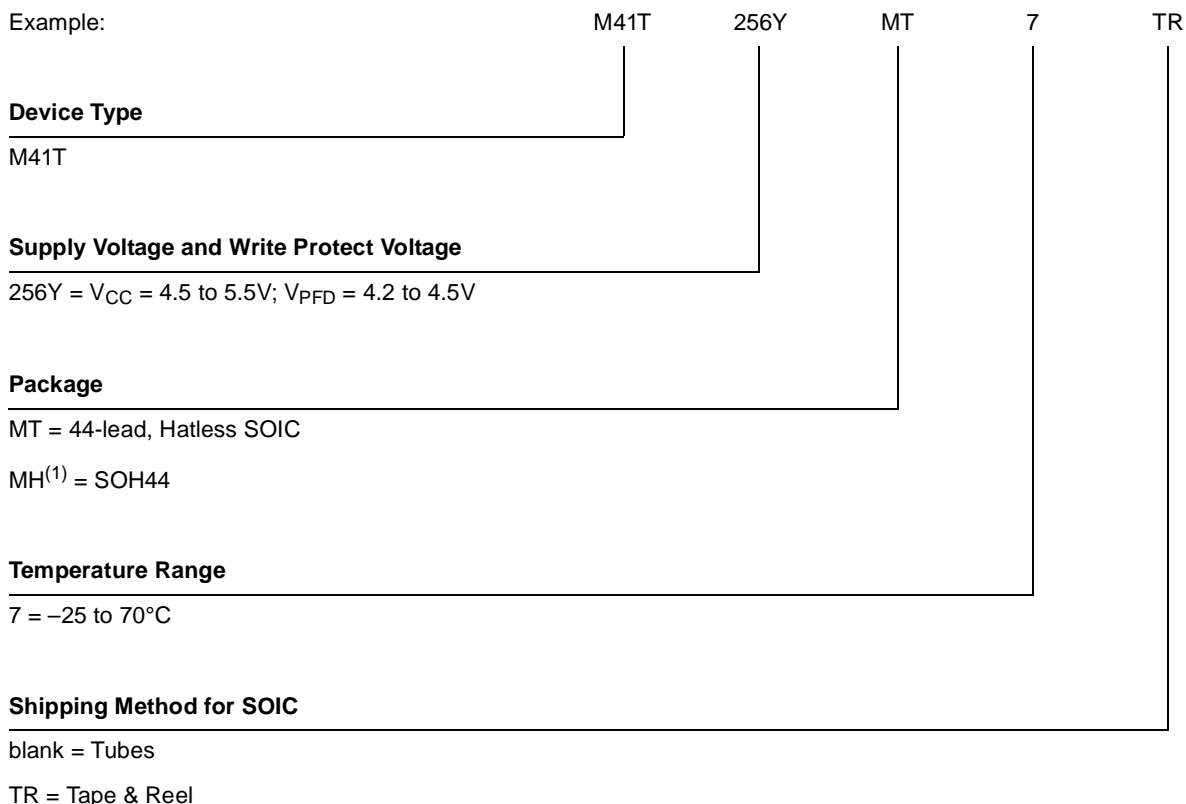 Example: M41T 256Y MT 7 TR
Device Type
M41T
Supply Voltage and Write Protect Voltage
256Y = VCC = 4.5 to 5.5V; VPFD = 4.2 to 4.5V
Package
MT = 44-lead, Hatless SOIC
MH(1) = SOH44
Temperature Range
7 = –25 to 70°C
Shipping Method for SOIC
blank = Tubes
TR = Tape & Reel